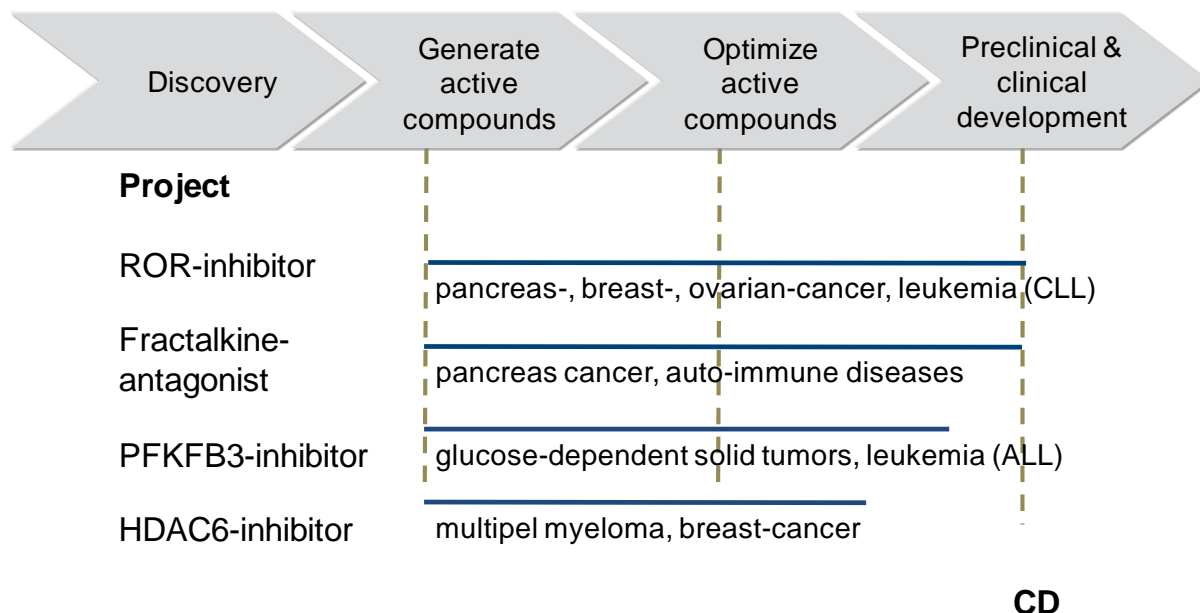 Discovery
Generate
active
compounds
Optimize
active
compounds
Preclinical &
clinical
development
Project
ROR-inhibitor
pancreas-, breast-, ovarian-cancer, leukemia (CLL)
Fractalkine-
antagonist
pancreas cancer, auto-immune diseases
PFKFB3-inhibitor
glucose-dependent solid tumors, leukemia (ALL)
HDAC6-inhibitor
multipel myeloma, breast-cancer
CD